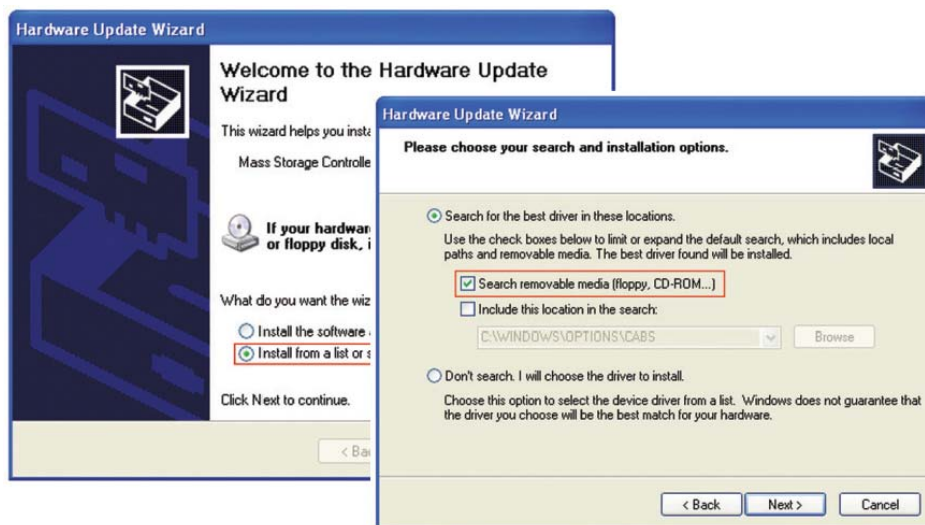 Hardware Update Wizard
Welcome to the Hardware Update
Wizard
This wizard helps you
Mass Storage
If your
or floppy disk,
What do you want the
Install the software
Install from a list or
Click Next to continue.
<
Hardware Update Wizard
Please choose your search and installation options.
Search for the best driver in these locations.
Use the check boxes below to limit or expand the default search, which includes local
paths and removable media. The best driver found will be installed.
Search removable media (floppy, CD-ROM...)
Include this location in the search:
C:\WINDOWS\OPTIONS\CABS
Browse
Don't search. I will choose the driver to install.
Choose this option to select the device driver from a list. Windows does not guarantee that
the driver you choose will be the best match for your hardware.
< Back
Next >
Cancel